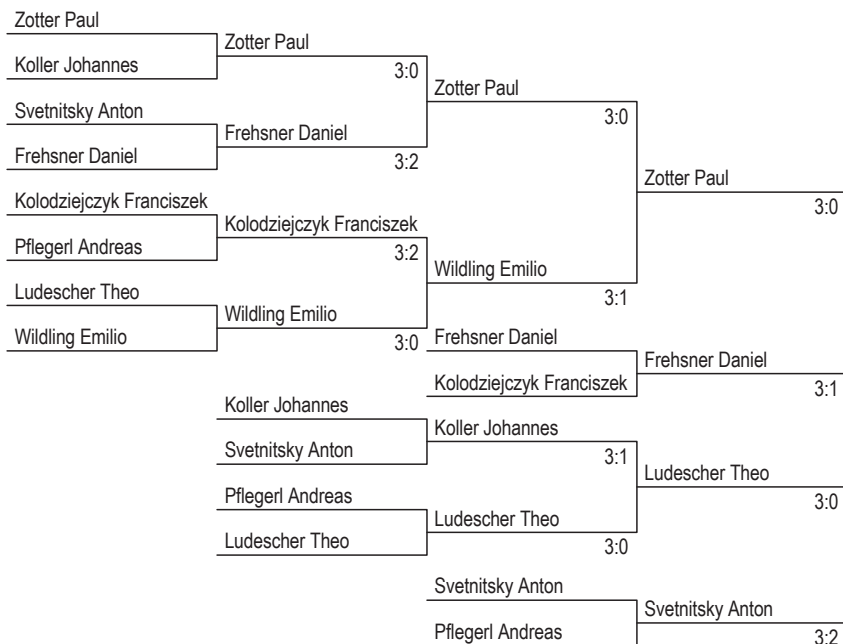 Zotter Paul
Zotter Paul
Koller Johannes
3:0
Zotter Paul
Svetnitsky Anton
3:0
Frehsner Daniel
Frehsner Daniel
3:2
Zotter Paul
Kolodziejczyk Franciszek
3:0
Kolodziejczyk Franciszek
Pflegerl Andreas
3:2
Wildling Emilio
Ludescher Theo
3:1
Wildling Emilio
Wildling Emilio
3:0
Frehsner Daniel
Frehsner Daniel
Kolodziejczyk Franciszek
3:1
Koller Johannes
Koller Johannes
Svetnitsky Anton
3:1
Ludescher Theo
Pflegerl Andreas
3:0
Ludescher Theo
Ludescher Theo
3:0
Svetnitsky Anton
Svetnitsky Anton
Pflegerl Andreas
3:2